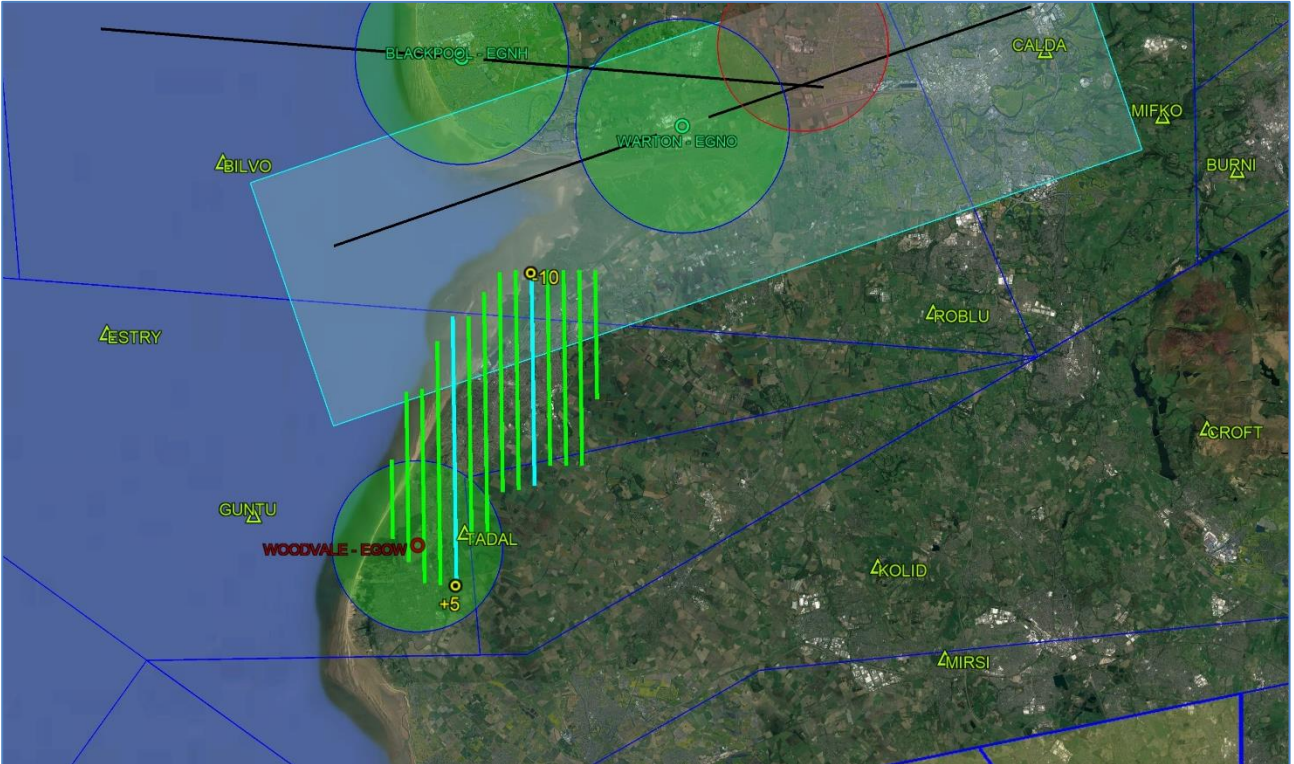 CALDA
BLACKPOOL - EGNH
MIFKO
WARTON - EGNO
BILVO
BURNI
-10
ROBLU
ESTRY
CROFT
GUNTU
TADAL
WOODVALE - EGOW
KOLID
+5
MIRSI